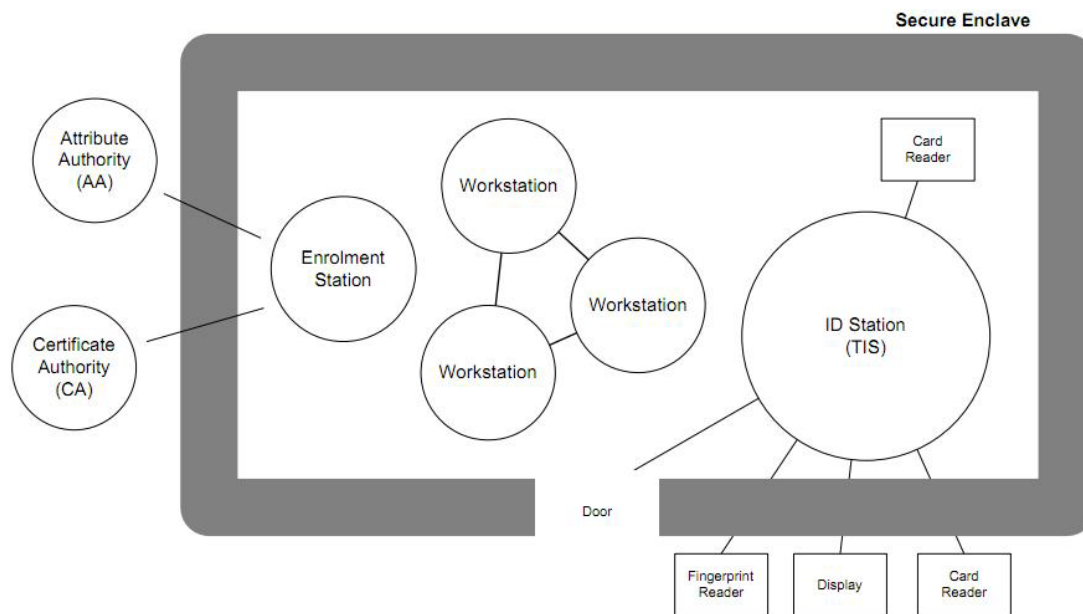 Secure Enclave
Attribute
Authority
(AA)
Card
Reader
Workstation
Enrolment
Station
Workstation
ID Station
(TIS)
Certificate
Authority
(CA)
Workstation
Door
Fingerprint
Reader
Display
Card
Reader